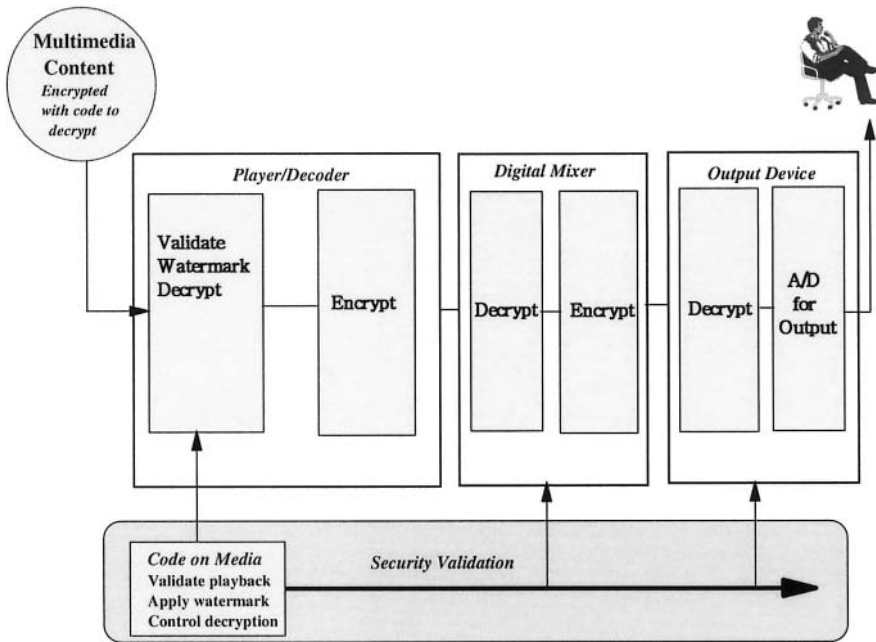 Multimedia
Content
Encrypted
with code to
decrypt
Player/Decoder
Validate
Watermark
Decrypt
Encrypt
Digital Mixer
Decrypt
Encrypt
Output Device
Decrypt
A/D
for
Output
Code on Media
Validate playback
Apply watermark
Control decryption
Security Validation